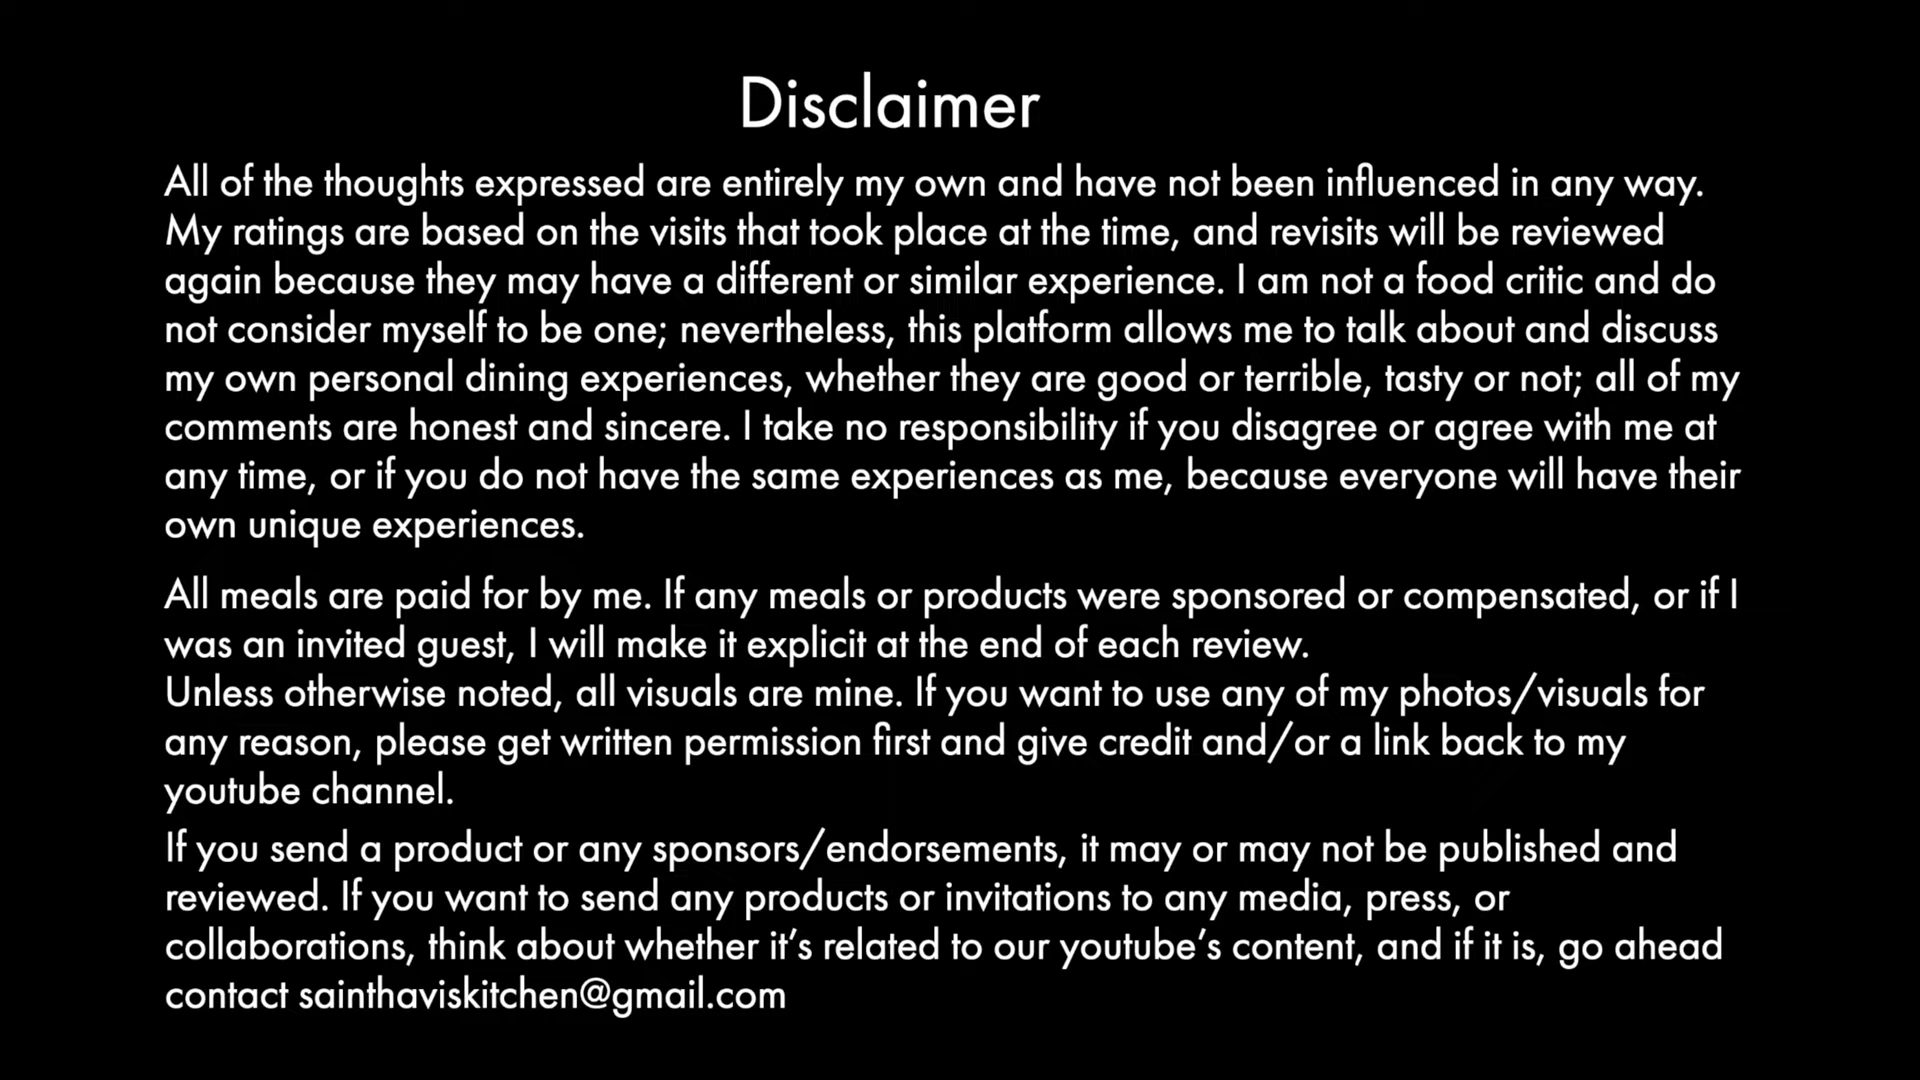 Disclaimer
All of the thoughts expressed are entirely my own and have not been influenced in any way.
My ratings are based on the visits that took place at the time, and revisits will be reviewed
again because they may have a different or similar experience. I am not a food critic and do
not consider myself to be one; nevertheless, this platform allows me to talk about and discuss
my own personal dining experiences, whether they are good or terrible, tasty or not; all of my
comments are honest and sincere. I take no responsibility if you disagree or agree with me at
any time, or if you do not have the same experiences as me, because everyone will have their
own unique experiences.
All meals are paid for by me. If any meals or products were sponsored or compensated, or if I
was an invited guest, I will make it explicit at the end of each review.
Unless otherwise noted, all visuals are mine. If you want to use any of my photos/visuals for
any reason, please get written permission first and give credit and/or a link back to my
youtube channel.
If you send a product or any sponsors/endorsements, it may or may not be published and
reviewed. If you want to send any products or invitations to any media, press, or
collaborations, think about whether it’s related to our youtube’s content, and if it is, go ahead
contact sainthaviskitchen@gmail.com